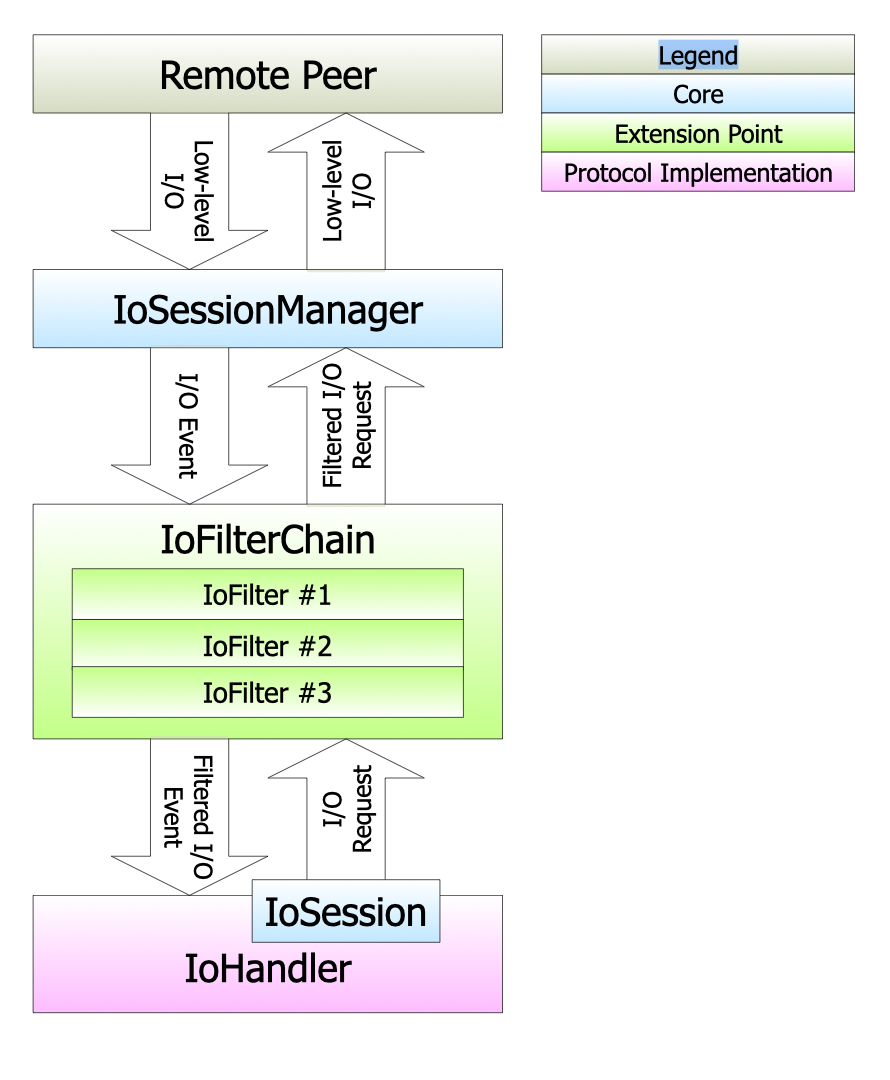 Remote Peer
Legend
Core
Extension Point
Protocol Implementation
Low-level
I/O
Low-level
I/O
IoSessionManager
I/O Event
Filtered I/O
Request
IoFilterChain
IoFilter #1
IoFilter #2
IoFilter #3
Filtered I/O
Event
I/O
Request
IoSession
IoHandler